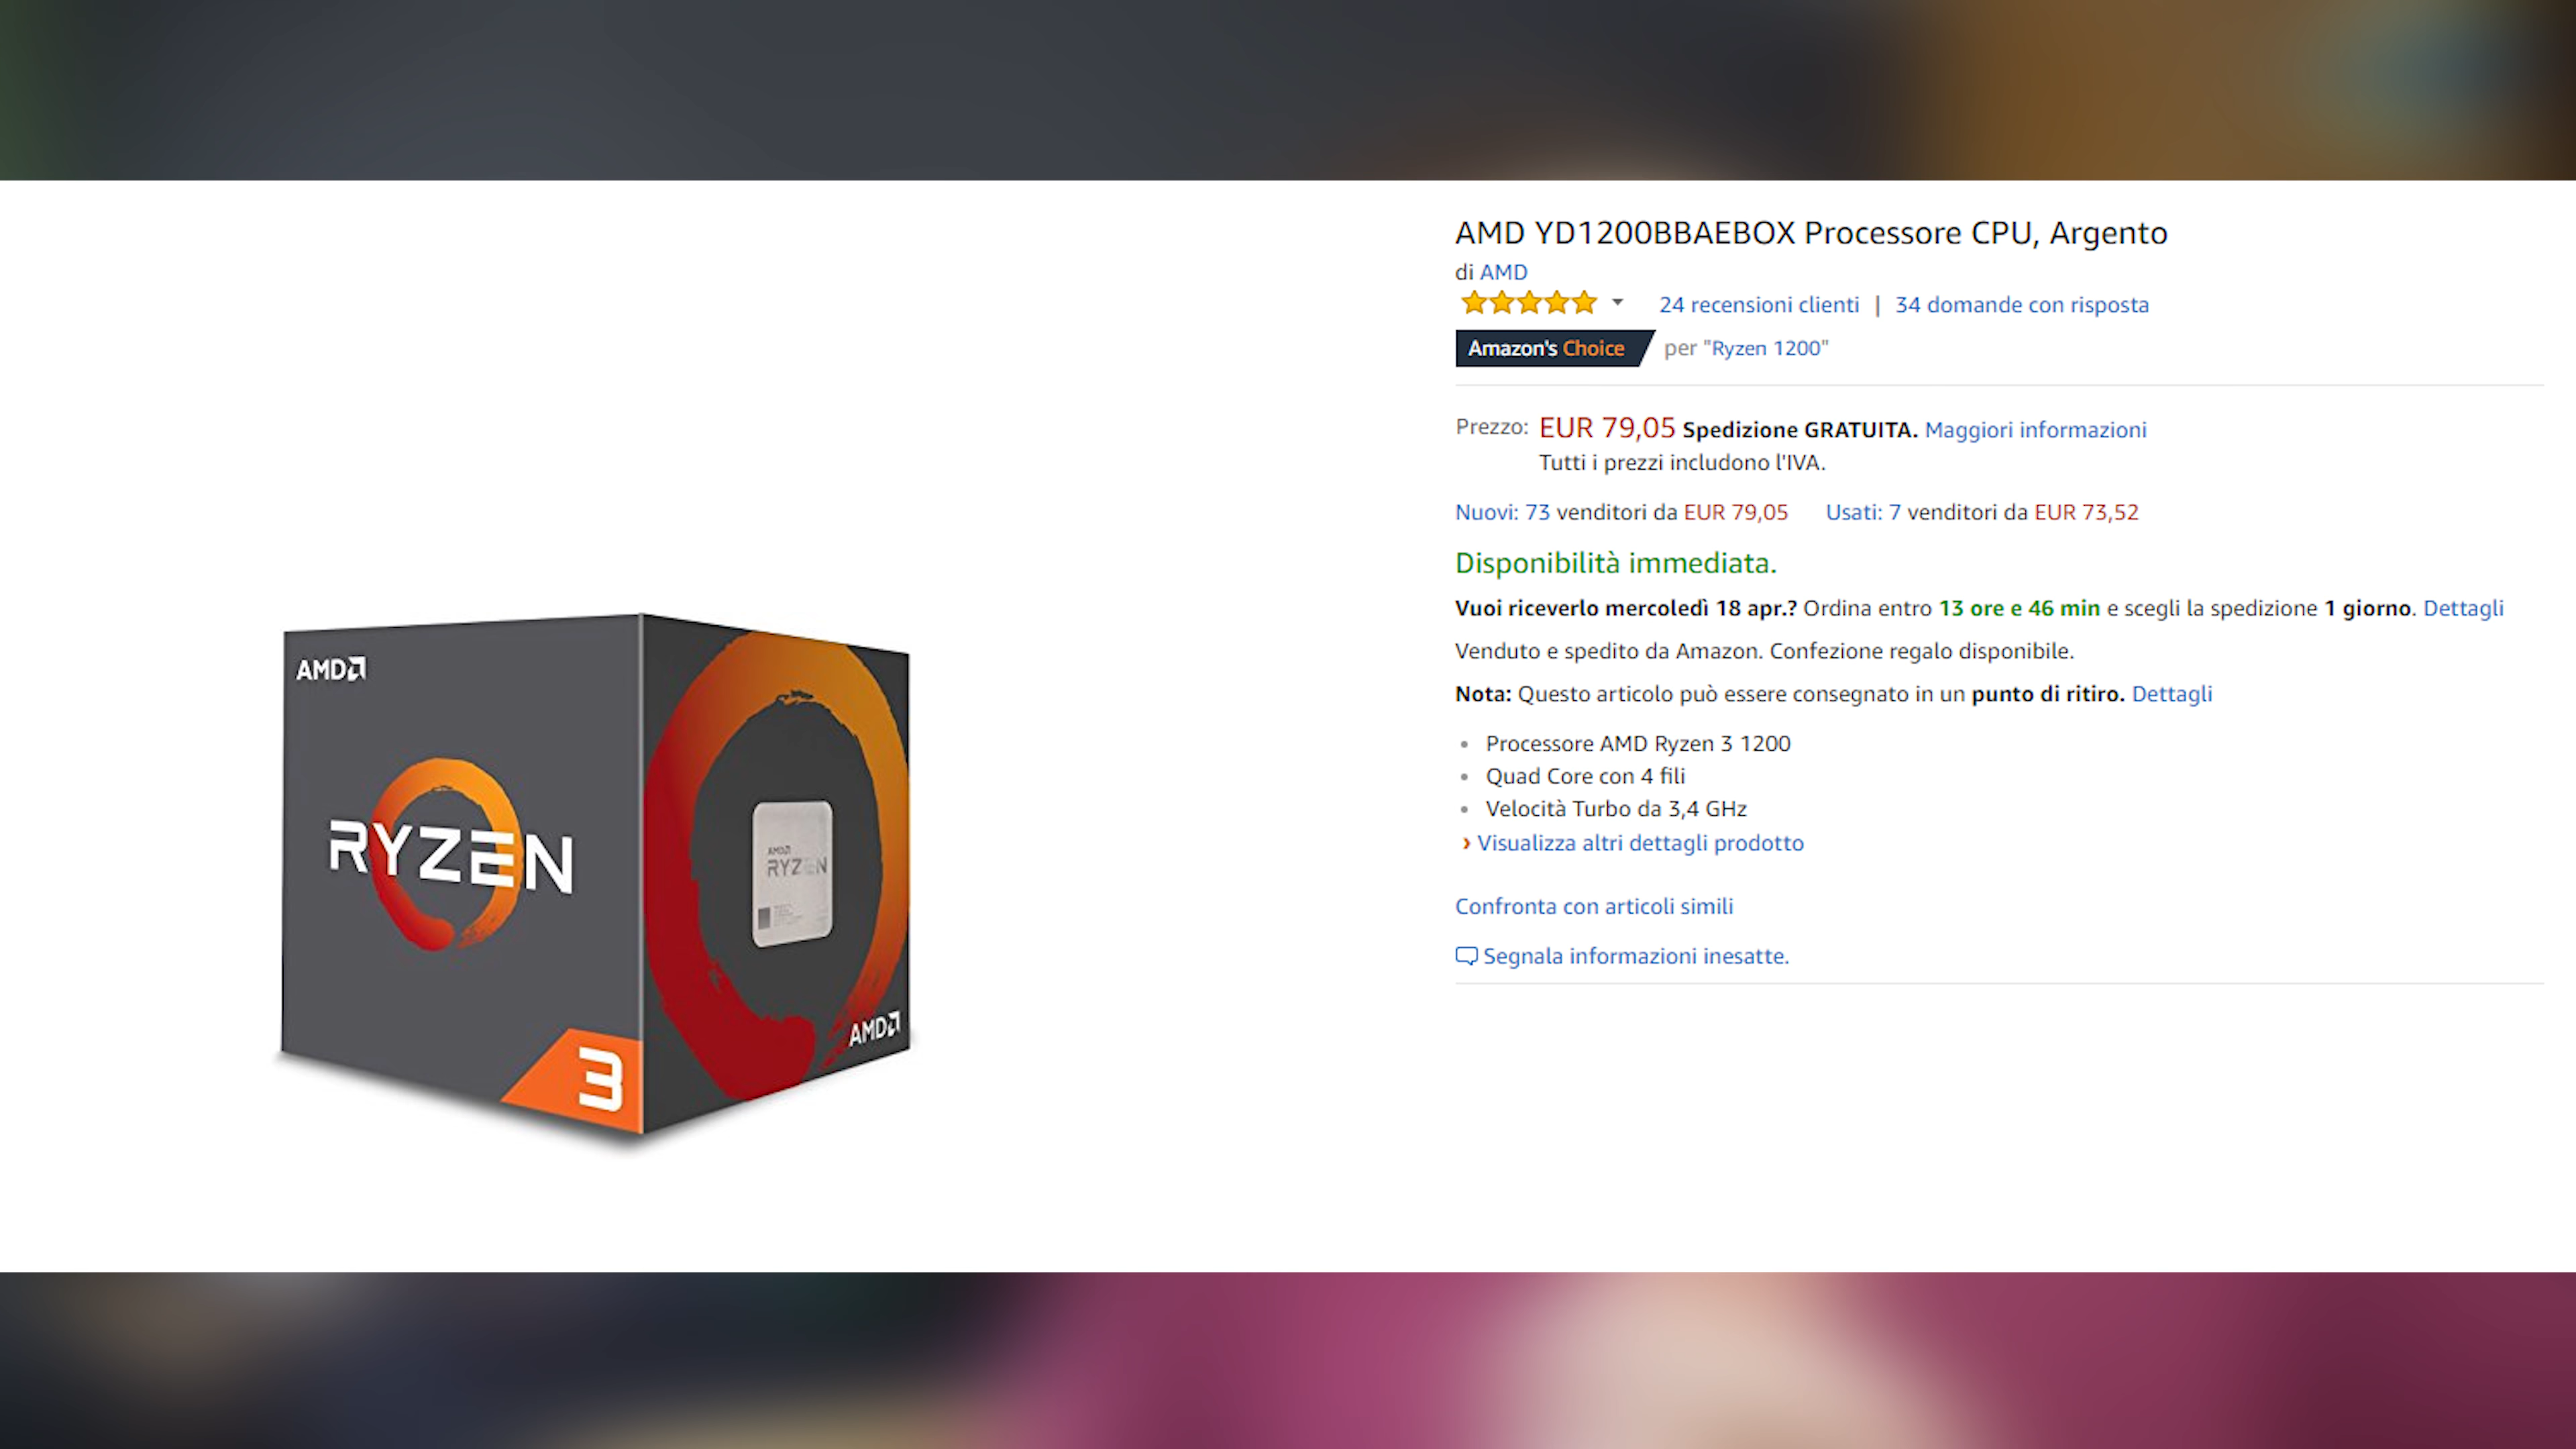 AMD YD1200BBAEBOX Processore CPU, Argento
di AMD
24 recensioni clienti | 34 domande con risposta
Amazon's Choice per "Ryzen 1200"
Prezzo: EUR 79,05 Spedizione GRATUITA. Maggiori informazioni
Tutti i prezzi includono l'IVA.
Nuovi: 73 venditori da EUR 79,05 Usati: 7 venditori da EUR 73,52
Disponibilità immediata.
Vuoi riceverlo mercoledì 18 apr.? Ordina entro 13 ore e 46 min e scegli la spedizione 1 giorno. Dettagli
Venduto e spedito da Amazon. Confezione regalo disponibile.
Nota: Questo articolo può essere consegnato in un punto di ritiro. Dettagli
• Processore AMD Ryzen 3 1200
• Quad Core con 4 fili
• Velocità Turbo da 3,4 GHz
› Visualizza altri dettagli prodotto
Confronta con articoli simili
Segnala informazioni inesatte.
AMD
RYZEN
3
AMD
RYZEN
AMD